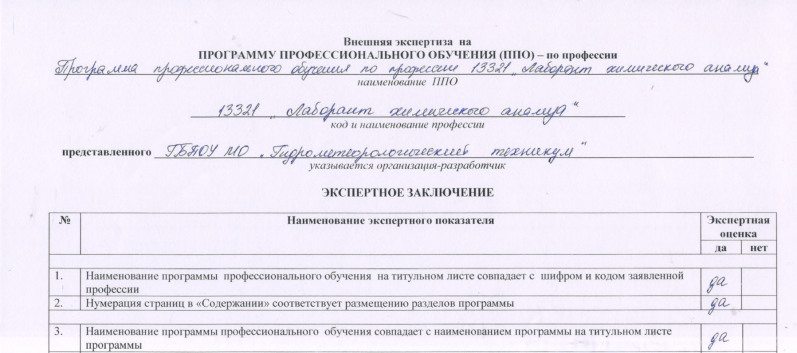 Внешняя экспертиза на
ПРОГРАММУ ПРОФЕССИОНАЛЬНОГО ОБУЧЕНИЯ (ППО) – по профессии
Программа профессионального обучения по профессии 13321 „Лаборант химического анализа“
наименование ППО
13321 „Лаборант химического анализа“
код и наименование профессии
представленного ГБПОУ МО „Гидрометеорологический техникум“
указывается организация-разработчик
ЭКСПЕРТНОЕ ЗАКЛЮЧЕНИЕ
№ Наименование экспертного показателя Экспертная
оценка
да нет
1. Наименование программы профессионального обучения на титульном листе совпадает с шифром и кодом заявленной
профессии да
2. Нумерация страниц в «Содержании» соответствует размещению разделов программы да
3. Наименование программы профессионального обучения совпадает с наименованием программы на титульном листе
программы да